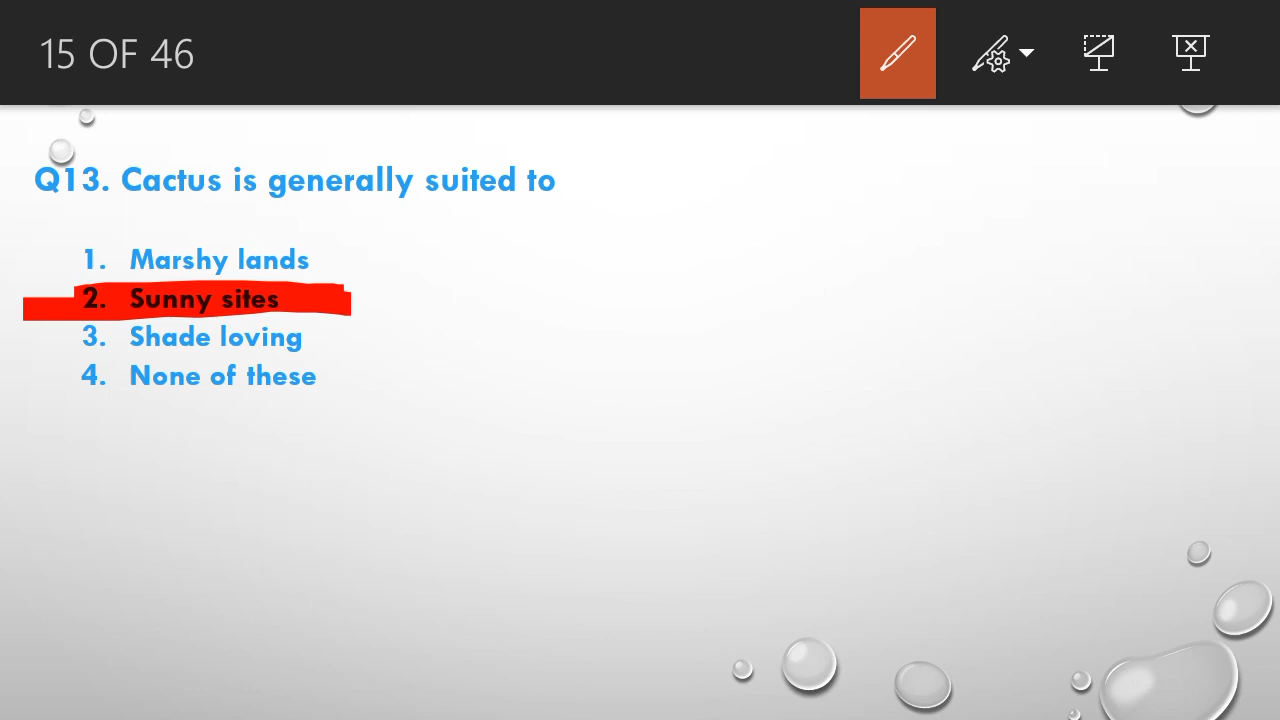 15 OF 46
Q13. Cactus is generally suited to
1. Marshy lands
2. Sunny sites
3. Shade loving
4. None of these